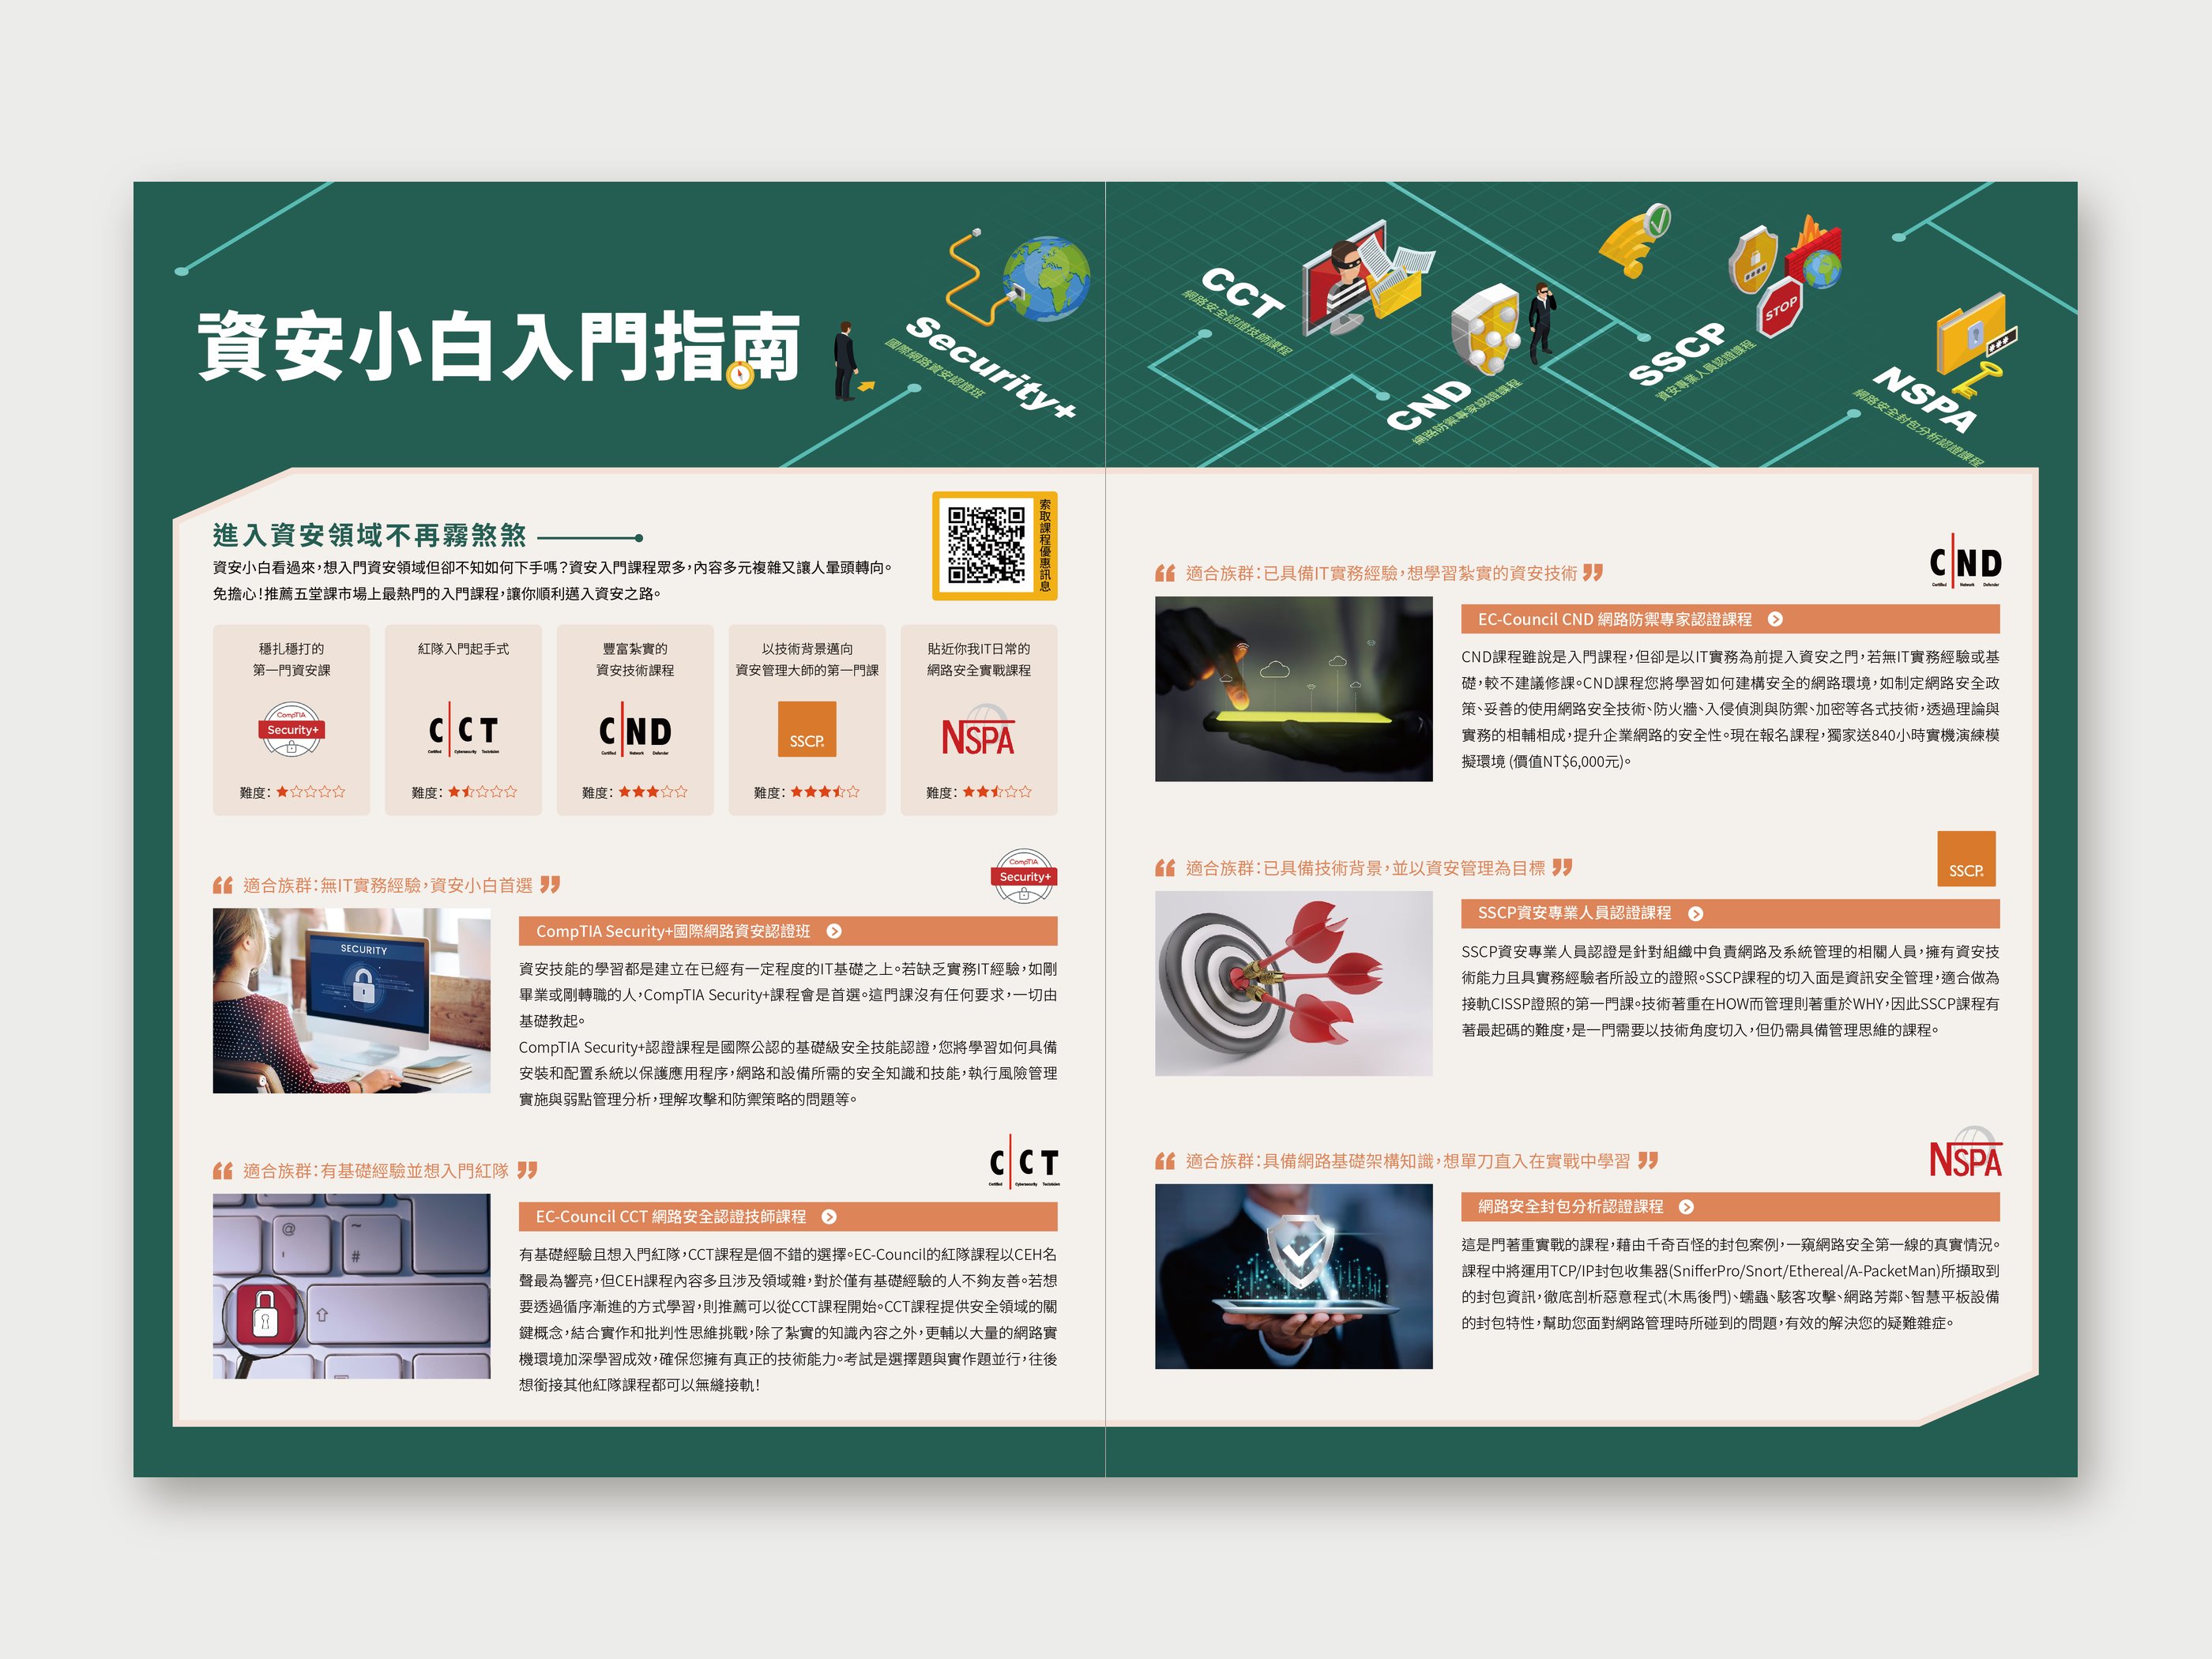 資安小白入門指南
Security+
國際網路資安認證班
CCT
網路安全認證技師課程
CND
網路防禦專家認證課程
SSCP
資安專業人員認證課程
STOP
NSPA
網路安全封包分析認證課程
進入資安領域不再霧煞煞
資安小白看過來,想入門資安領域但卻不知如何下手嗎?資安入門課程眾多,內容多元複雜又讓人暈頭轉向。
免擔心!推薦五堂課市場上最熱門的入門課程,讓你順利邁入資安之路。
索取課程優惠訊息
穩扎穩打的
第一門資安課
CompTIA
Security+
難度:★☆☆☆☆
紅隊入門起手式
CCT
Certified Cybersecurity Technician
難度:
豐富紮實的
資安技術課程
CND
Certified Network Defender
難度:★★★☆☆
以技術背景邁向
資安管理大師的第一門課
SSCP.
難度:
貼近你我IT日常的
網路安全實戰課程
NSPA
難度:
適合族群:無IT實務經驗,資安小白首選
CompTIA
Security+
SECURITY
CompTIA Security+國際網路資安認證班
資安技能的學習都是建立在已經有一定程度的IT基礎之上。若缺乏實務IT經驗,如剛
畢業或剛轉職的人,CompTIA Security+課程會是首選。這門課沒有任何要求,一切由
基礎教起。
CompTIA Security+認證課程是國際公認的基礎級安全技能認證,您將學習如何具備
安裝和配置系統以保護應用程序,網路和設備所需的安全知識和技能,執行風險管理
實施與弱點管理分析,理解攻擊和防禦策略的問題等。
適合族群:有基礎經驗並想入門紅隊
CCT
Certified Cybersecurity Technician
EC-Council CCT 網路安全認證技師課程
有基礎經驗且想入門紅隊,CCT課程是個不錯的選擇。EC-Council的紅隊課程以CEH名
聲最為響亮,但CEH課程內容多且涉及領域雜,對於僅有基礎經驗的人不夠友善。若想
要透過循序漸進的方式學習,則推薦可以從CCT課程開始。CCT課程提供安全領域的關
鍵概念,結合實作和批判性思維挑戰,除了紮實的知識內容之外,更輔以大量的網路實
機環境加深學習成效,確保您擁有真正的技術能力。考試是選擇題與實作題並行,往後
想銜接其他紅隊課程都可以無縫接軌!
適合族群:已具備IT實務經驗,想學習紮實的資安技術
CND
Certified Network Defender
EC-Council CND 網路防禦專家認證課程
CND課程雖說是入門課程,但卻是以IT實務為前提入資安之門,若無IT實務經驗或基
礎,較不建議修課。CND課程您將學習如何建構安全的網路環境,如制定網路安全政
策、妥善的使用網路安全技術、防火牆、入侵偵測與防禦、加密等各式技術,透過理論與
實務的相輔相成,提升企業網路的安全性。現在報名課程,獨家送840小時實機演練模
擬環境 (價值NT$6,000元)。
適合族群:已具備技術背景,並以資安管理為目標
SSCP.
SSCP資安專業人員認證課程
SSCP資安專業人員認證是針對組織中負責網路及系統管理的相關人員,擁有資安技
術能力且具實務經驗者所設立的證照。SSCP課程的切入面是資訊安全管理,適合做為
接軌CISSP證照的第一門課。技術著重在HOW而管理則著重於WHY,因此SSCP課程有
著最起碼的難度,是一門需要以技術角度切入,但仍需具備管理思維的課程。
適合族群:具備網路基礎架構知識,想單刀直入在實戰中學習
NSPA
網路安全封包分析認證課程
這是門著重實戰的課程,藉由千奇百怪的封包案例,一窺網路安全第一線的真實情況。
課程中將運用TCP/IP封包收集器(SnifferPro/Snort/Ethereal/A-PacketMan)所擷取到
的封包資訊,徹底剖析惡意程式(木馬後門)、蠕蟲、駭客攻擊、網路芳鄰、智慧平板設備
的封包特性,幫助您面對網路管理時所碰到的問題,有效的解決您的疑難雜症。